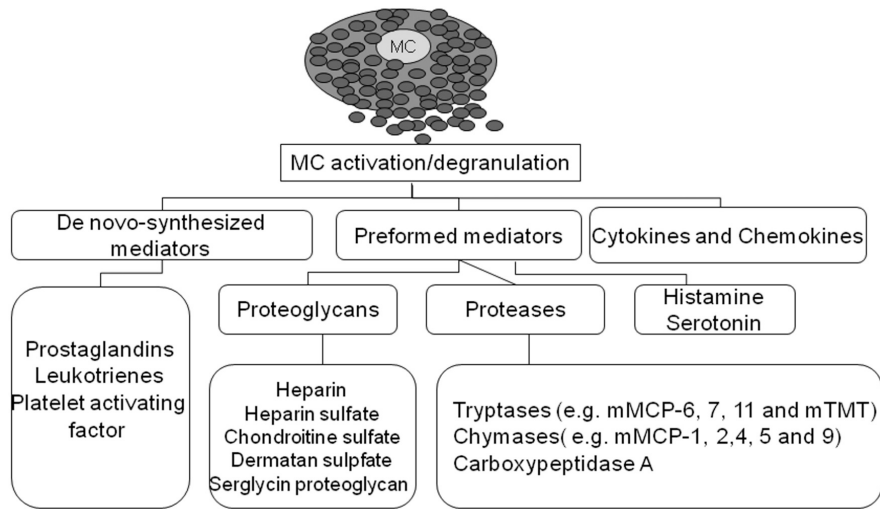 MC
MC activation/degranulation
De novo-synthesized
mediators
Preformed mediators
Cytokines and Chemokines
Proteoglycans
Proteases
Histamine
Serotonin
Prostaglandins
Leukotrienes
Platelet activating
factor
Heparin
Heparin sulfate
Chondroitine sulfate
Dermatan sulpfate
Serglycin proteoglycan
Tryptases (e.g. mMCP-6, 7, 11 and mTMT)
Chymases( e.g. mMCP-1, 2,4, 5 and 9)
Carboxypeptidase A